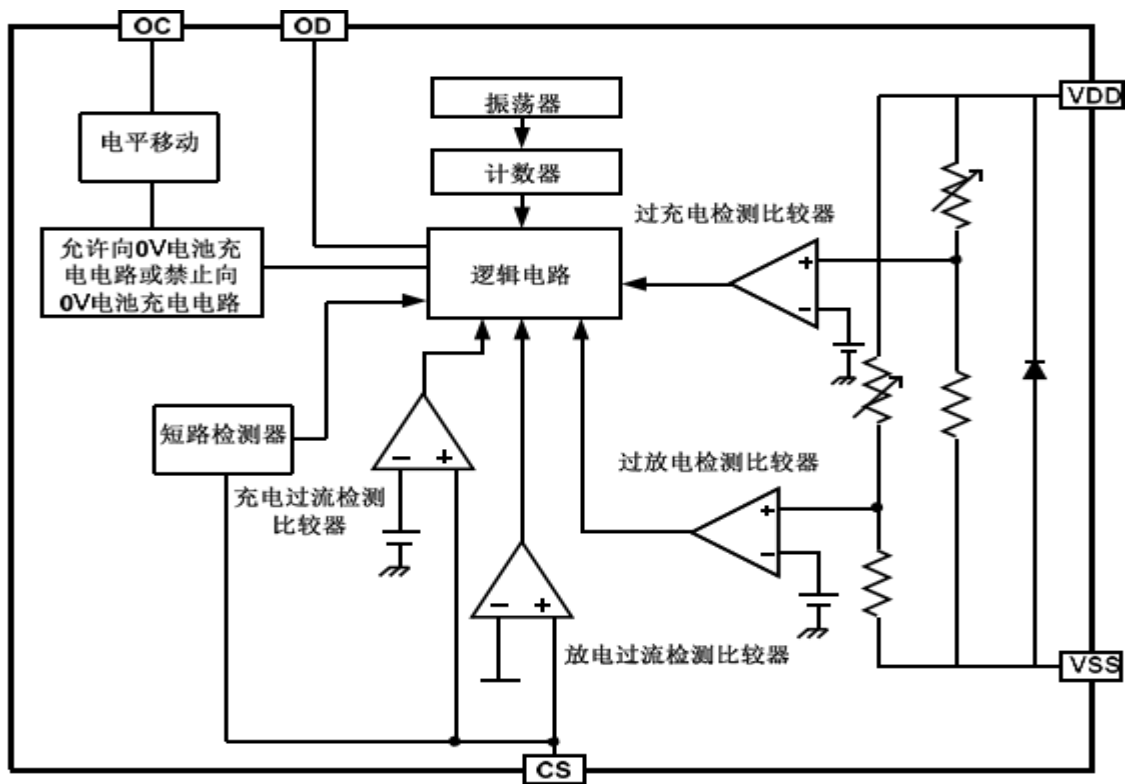 OC
OD
振荡器
VDD
电平移动
计数器
过充电检测比较器
允许向0V电池充
电电路或禁止向
0V电池充电电路
逻辑电路
+
−
短路检测器
− +
过放电检测比较器
充电过流检测
比较器
+
−
− +
放电过流检测比较器
VSS
CS